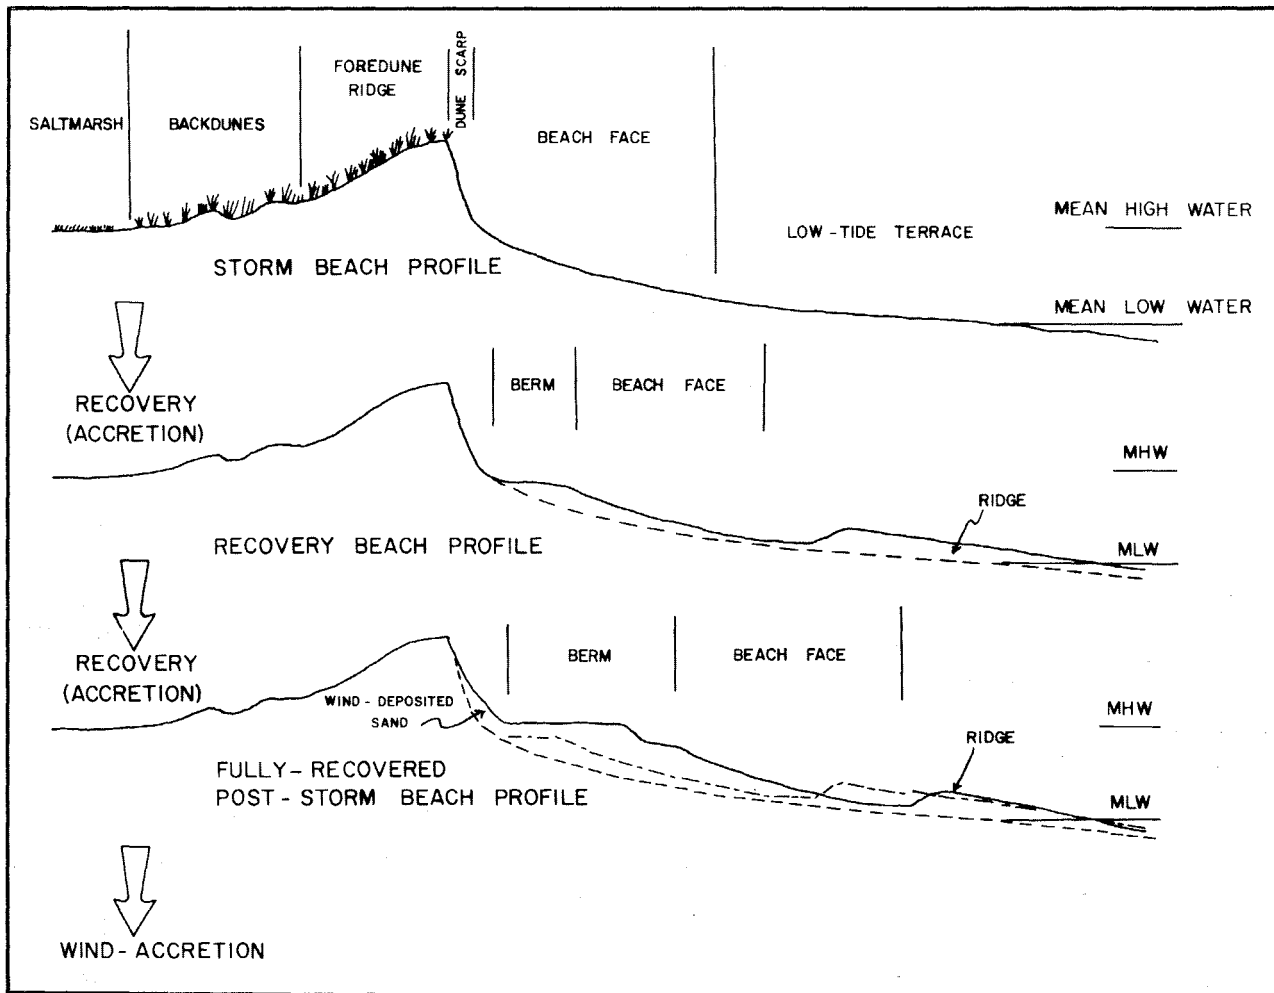 SALTMARSH
BACKDUNES
FOREDUNE
RIDGE
DUNE SCARP
BEACH FACE
LOW-TIDE TERRACE
MEAN HIGH WATER
MEAN LOW WATER
STORM BEACH PROFILE
RECOVERY
(ACCRETION)
BERM
BEACH FACE
MHW
RIDGE
MLW
RECOVERY BEACH PROFILE
RECOVERY
(ACCRETION)
BERM
BEACH FACE
WIND-DEPOSITED
SAND
MHW
RIDGE
MLW
FULLY-RECOVERED
POST-STORM BEACH PROFILE
WIND-ACCRETION